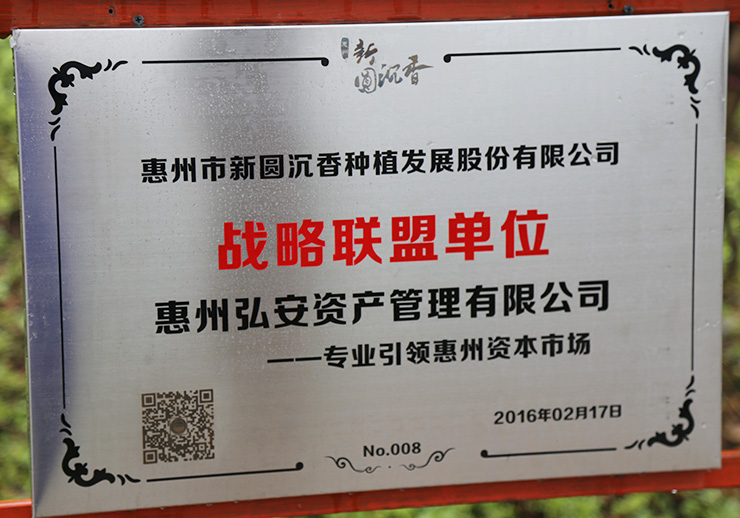 新
圆沉香
惠州市新圆沉香种植发展股份有限公司
战略联盟单位
惠州弘安资产管理有限公司
——专业引领惠州资本市场
2016年02月17日
No.008